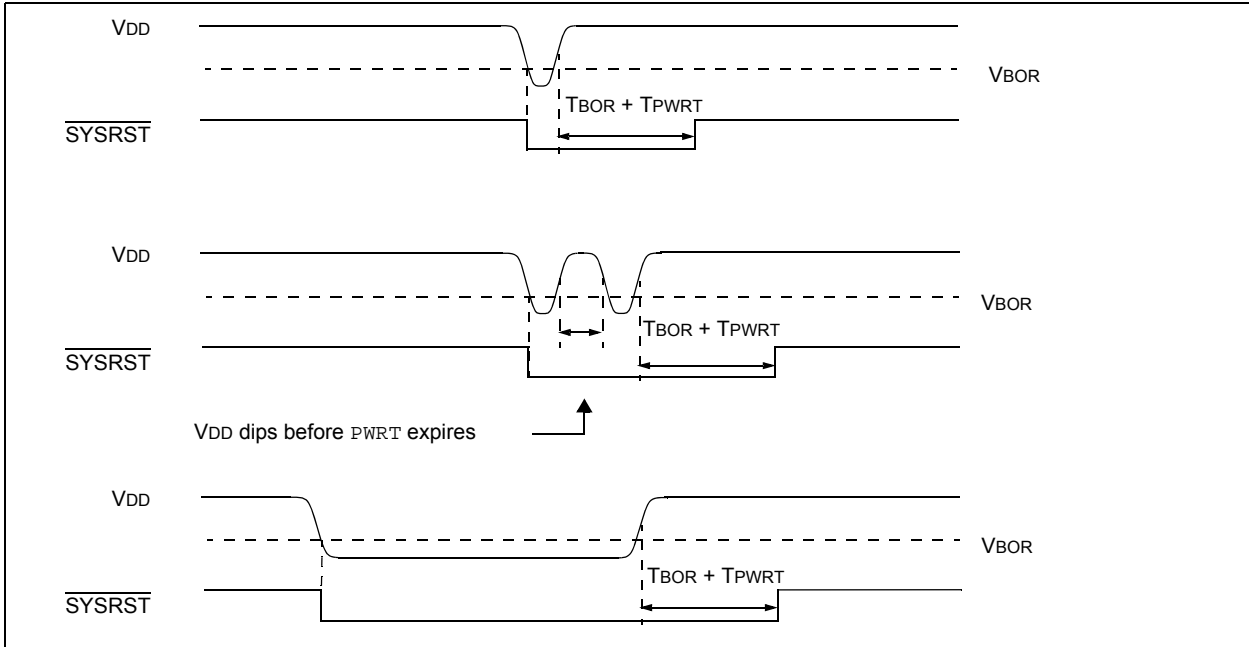 VDD
VBOR
TBOR + TPWRT
SYSRST
VDD
VBOR
TBOR + TPWRT
SYSRST
VDD dips before PWRT expires
VDD
VBOR
TBOR + TPWRT
SYSRST